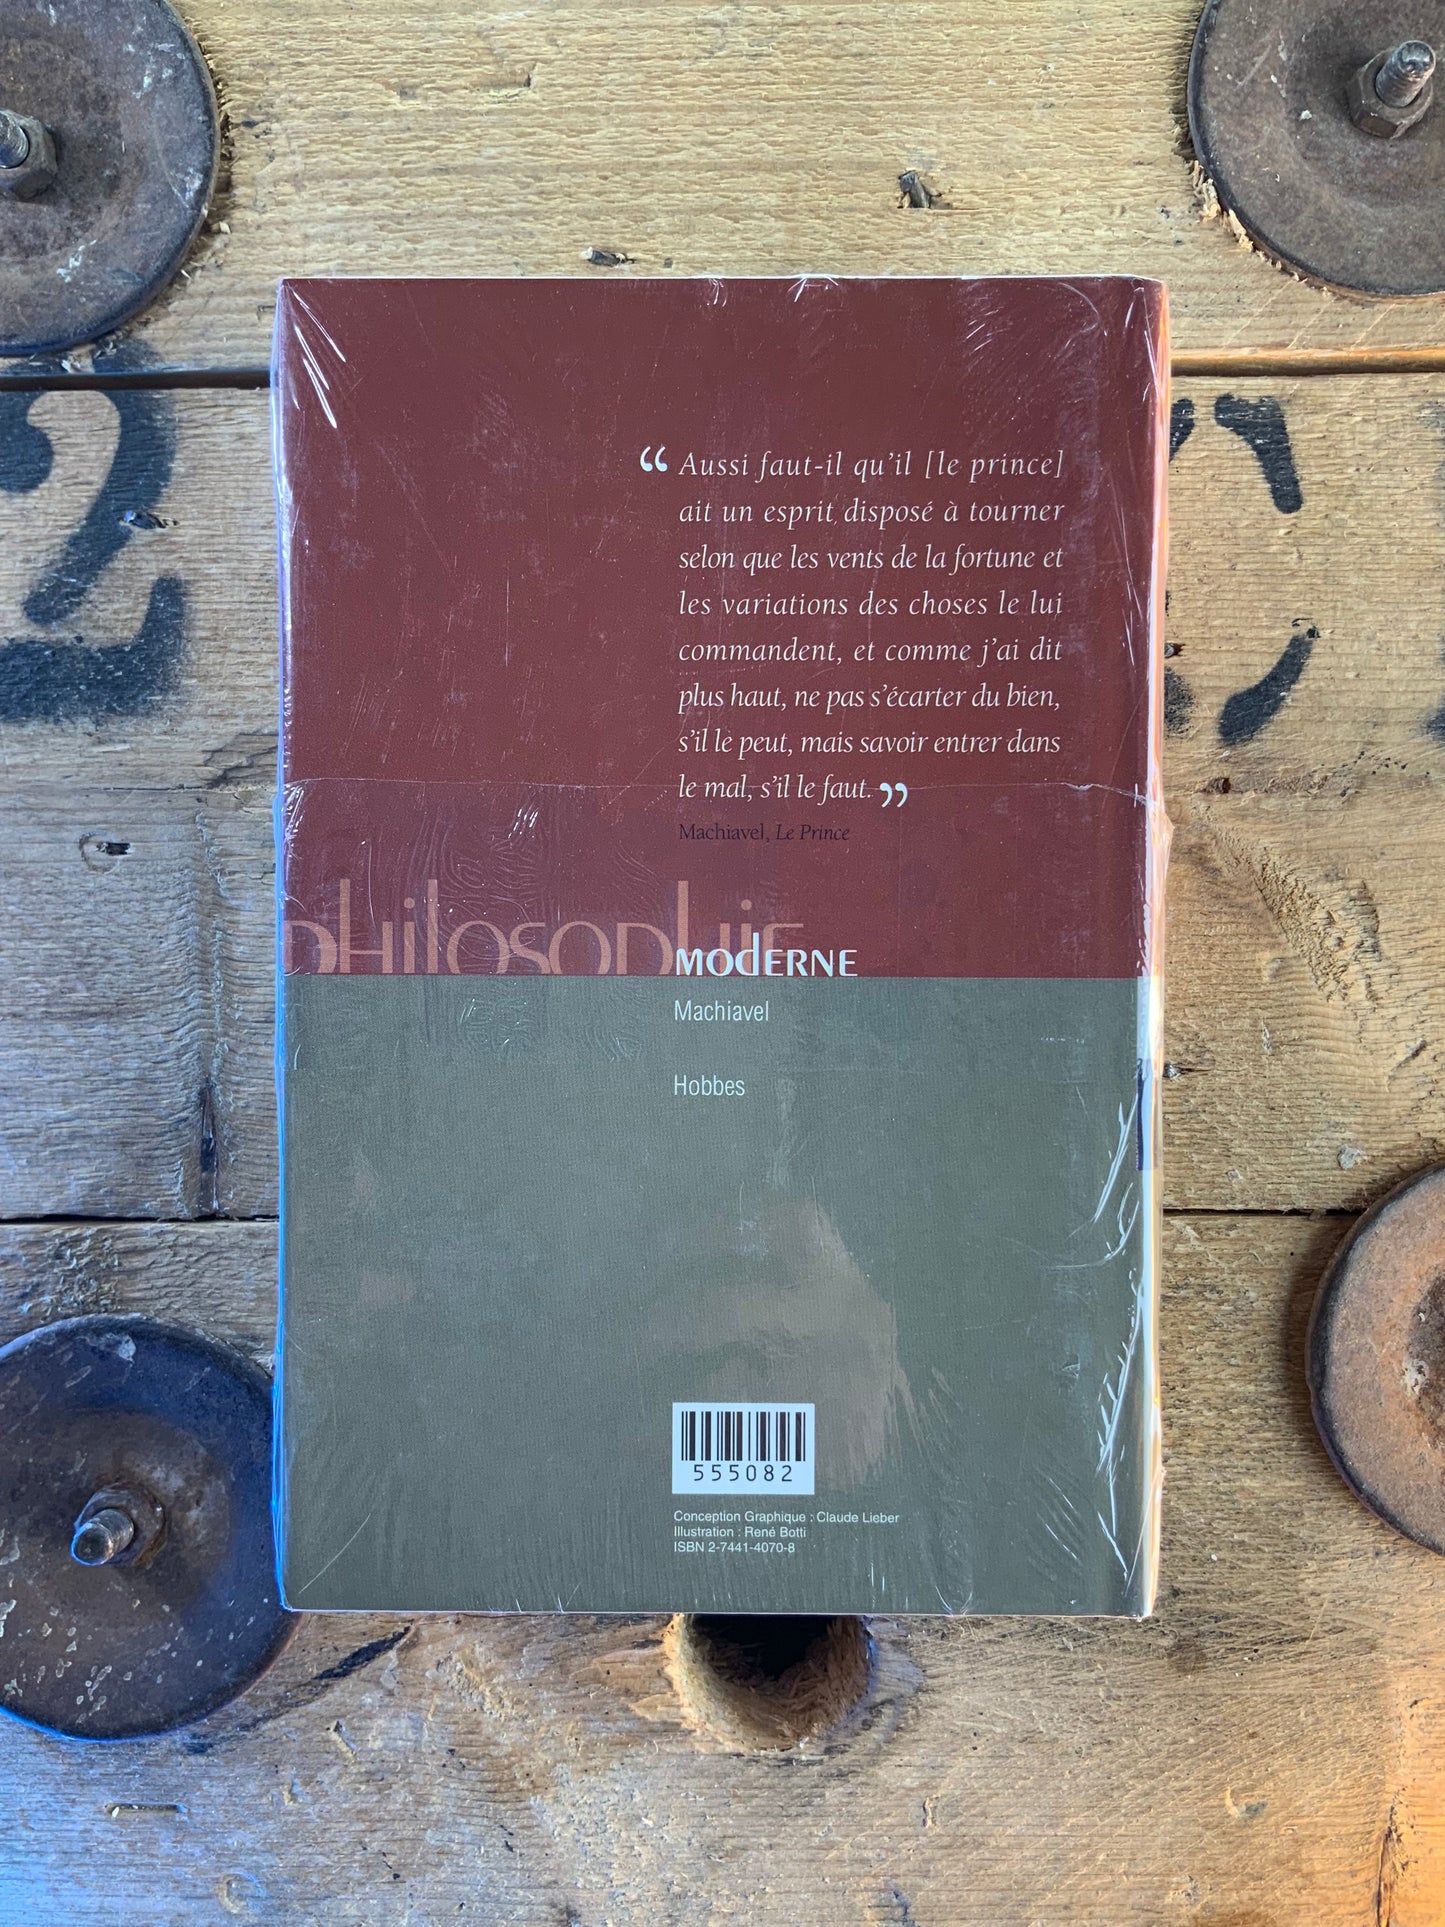 “ Aussi faut-il qu’il [le prince]
ait un esprit disposé à tourner
selon que les vents de la fortune et
les variations des choses le lui
commandent, et comme j’ai dit
plus haut, ne pas s’écarter du bien,
s’il le peut, mais savoir entrer dans
le mal, s’il le faut. ”
Machiavel, Le Prince
philosophie
moderne
Machiavel
Hobbes
555082
Conception Graphique : Claude Lieber
Illustration : René Botti
ISBN 2-7441-4070-8
2